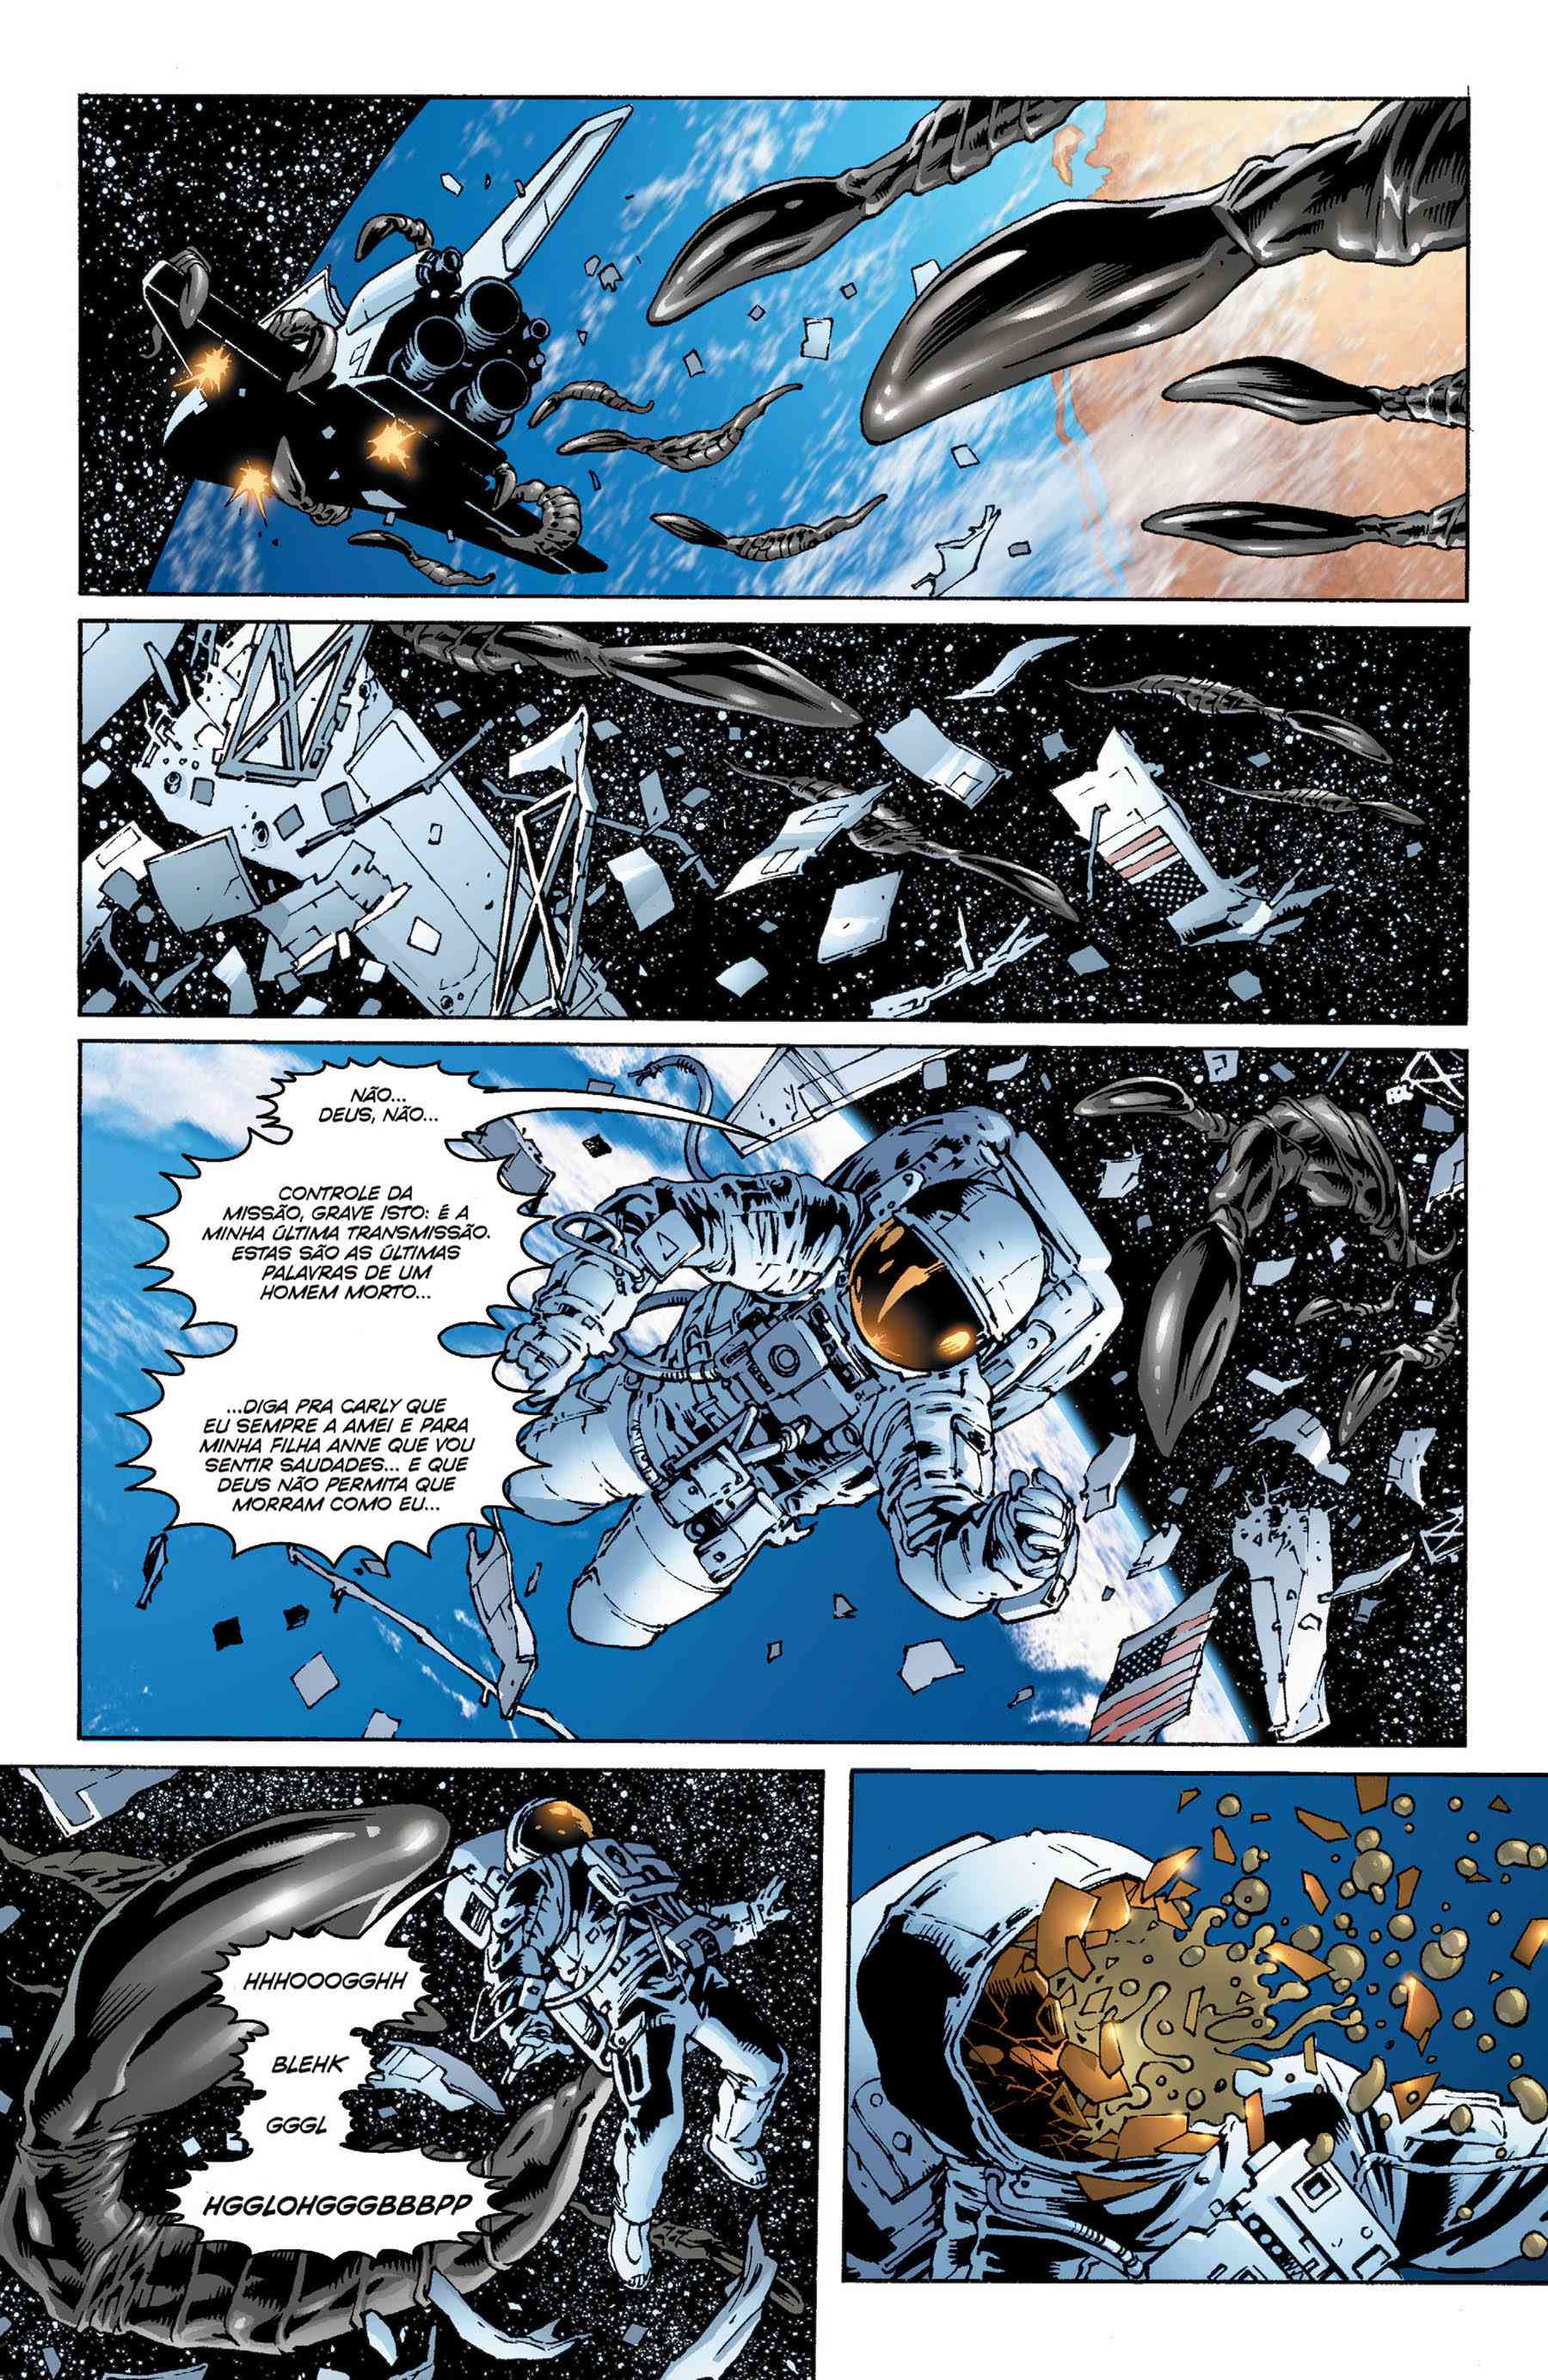 NÃO...
DEUS, NÃO...
CONTROLE DA
MISSÃO, GRAVE ISTO: É A
MINHA ÚLTIMA TRANSMISSÃO.
ESTAS SÃO AS ÚLTIMAS
PALAVRAS DE UM
HOMEM MORTO...
...DIGA PRA CARLY QUE
EU SEMPRE A AMEI E PARA
MINHA FILHA ANNE QUE VOU
SENTIR SAUDADES... E QUE
DEUS NÃO PERMITA QUE
MORRAM COMO EU...
HHHOOOGGHH
BLEHK
GGGL
HGGLOHGGGBBBPP